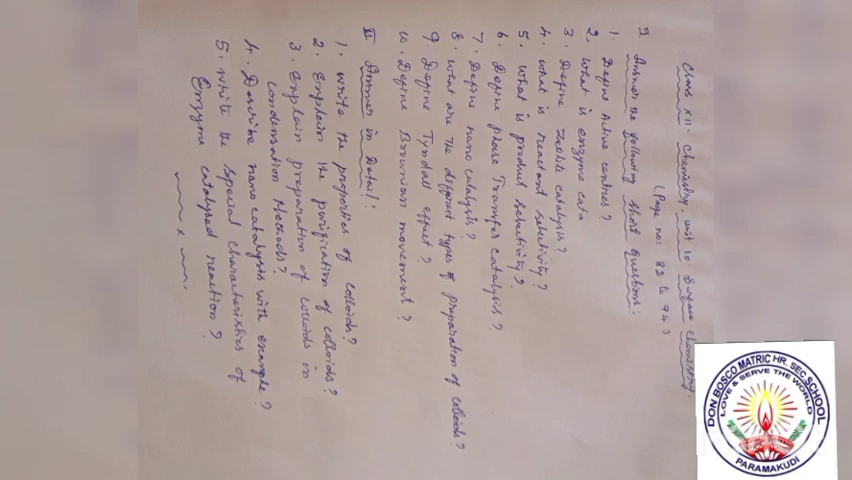 Class XII - Chemistry. unit 10 Surface Chemistry.
(Page no: 82 to 94)
I Answer the following short Questions:
1. Define Active centres?
2. What is enzyme cata
3. Define Zeolite catalysis?
4. What is reactant selectivity?
5. What is product selectivity?
6. Define phase Transfer catalysis?
7. Define nano catalysts?
8. What are the different types of preparation of colloids?
9. Define Tyndall effect?
10. Define Brownian movement?
II Answer in Detail:
1. Write the properties of colloids?
2. Explain the purification of colloids?
3. Explain preparation of colloids in
condensation Methods?
4. Describe nano catalysts with example?
5. Write the special characteristics of
Enzyme catalysed reaction?
x
DON BOSCO MATRIC HR. SEC SCHOOL
LOVE & SERVE THE WORLD
PARAMAKUDI